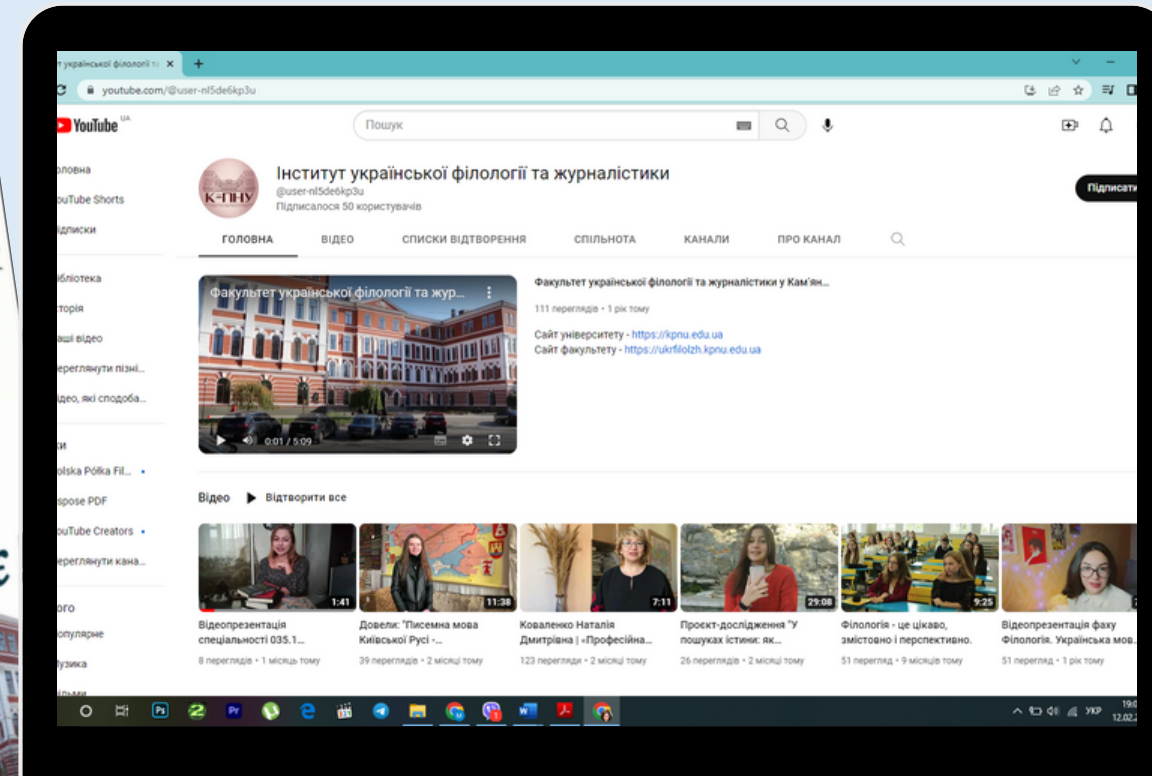 т української філології та
youtube.com/@user-nl5de6kp3u
YouTube UA
Пошук
Інститут української філології та журналістики
К-ПНУ
@user-nl5de6kp3u
Підписалося 50 користувачів
Підписати
ГОЛОВНА ВІДЕО СПИСКИ ВІДТВОРЕННЯ СПІЛЬНОТА КАНАЛИ ПРО КАНАЛ
оловна
ouTube Shorts
ідписки
ібліотека
сторія
аші відео
ереглянути пізні...
ідео, які сподоба...
ки
olska Półka Fil...
spose PDF
ouTube Creators
ереглянути кана...
ого
опулярне
узика
ільми
Факультет української філології та жур...
0:01 / 5:09
Факультет української філології та журналістики у Кам'ян...
111 переглядів • 1 рік тому
Сайт університету - https://kpnu.edu.ua
Сайт факультету - https://ukrfilolzh.kpnu.edu.ua
Відео Відтворити все
1:41
Відеопрезентація
спеціальності 035.1...
8 переглядів • 1 місяць тому
11:38
Довели: "Писемна мова
Київської Русі -...
39 переглядів • 2 місяці тому
7:11
Коваленко Наталія
Дмитрівна | «Професійна...
123 перегляди • 2 місяці тому
29:08
Проєкт-дослідження "У
пошуках істини: як...
26 переглядів • 2 місяці тому
9:25
Філологія - це цікаво,
змістовно і перспективно.
51 перегляд • 9 місяців тому
Відеопрезентація фаху
Філологія. Українська мов...
51 перегляд • 1 рік тому
Ps
Pr
УКР
19:0
12.02.2
є